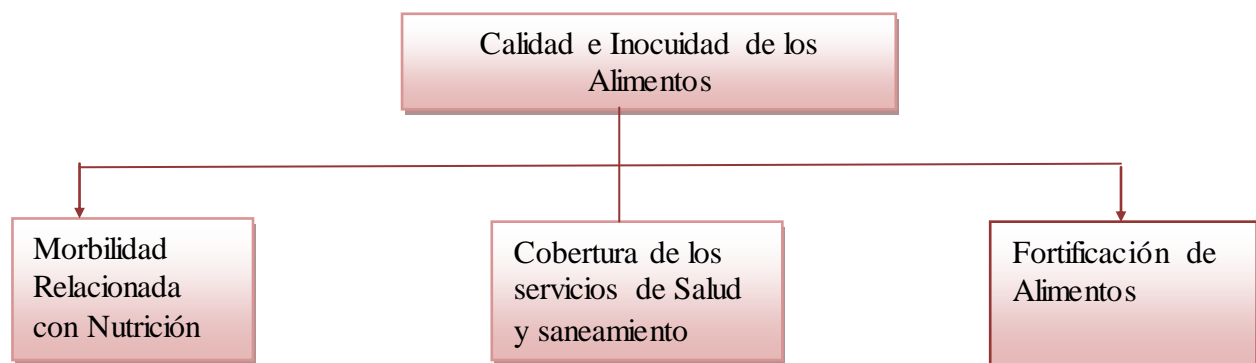 Calidad e Inocuidad de los
Alimentos
Morbilidad
Relacionada
con Nutrición
Cobertura de los
servicios de Salud
y saneamiento
Fortificación de
Alimentos